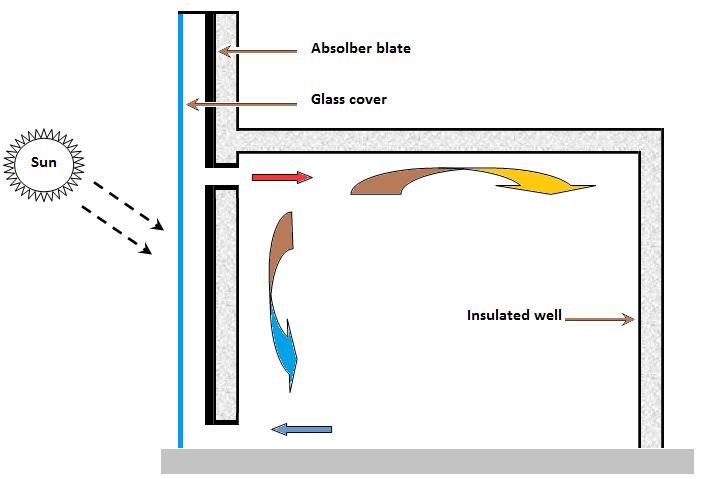 Absolber blate
Glass cover
Sun
Insulated well